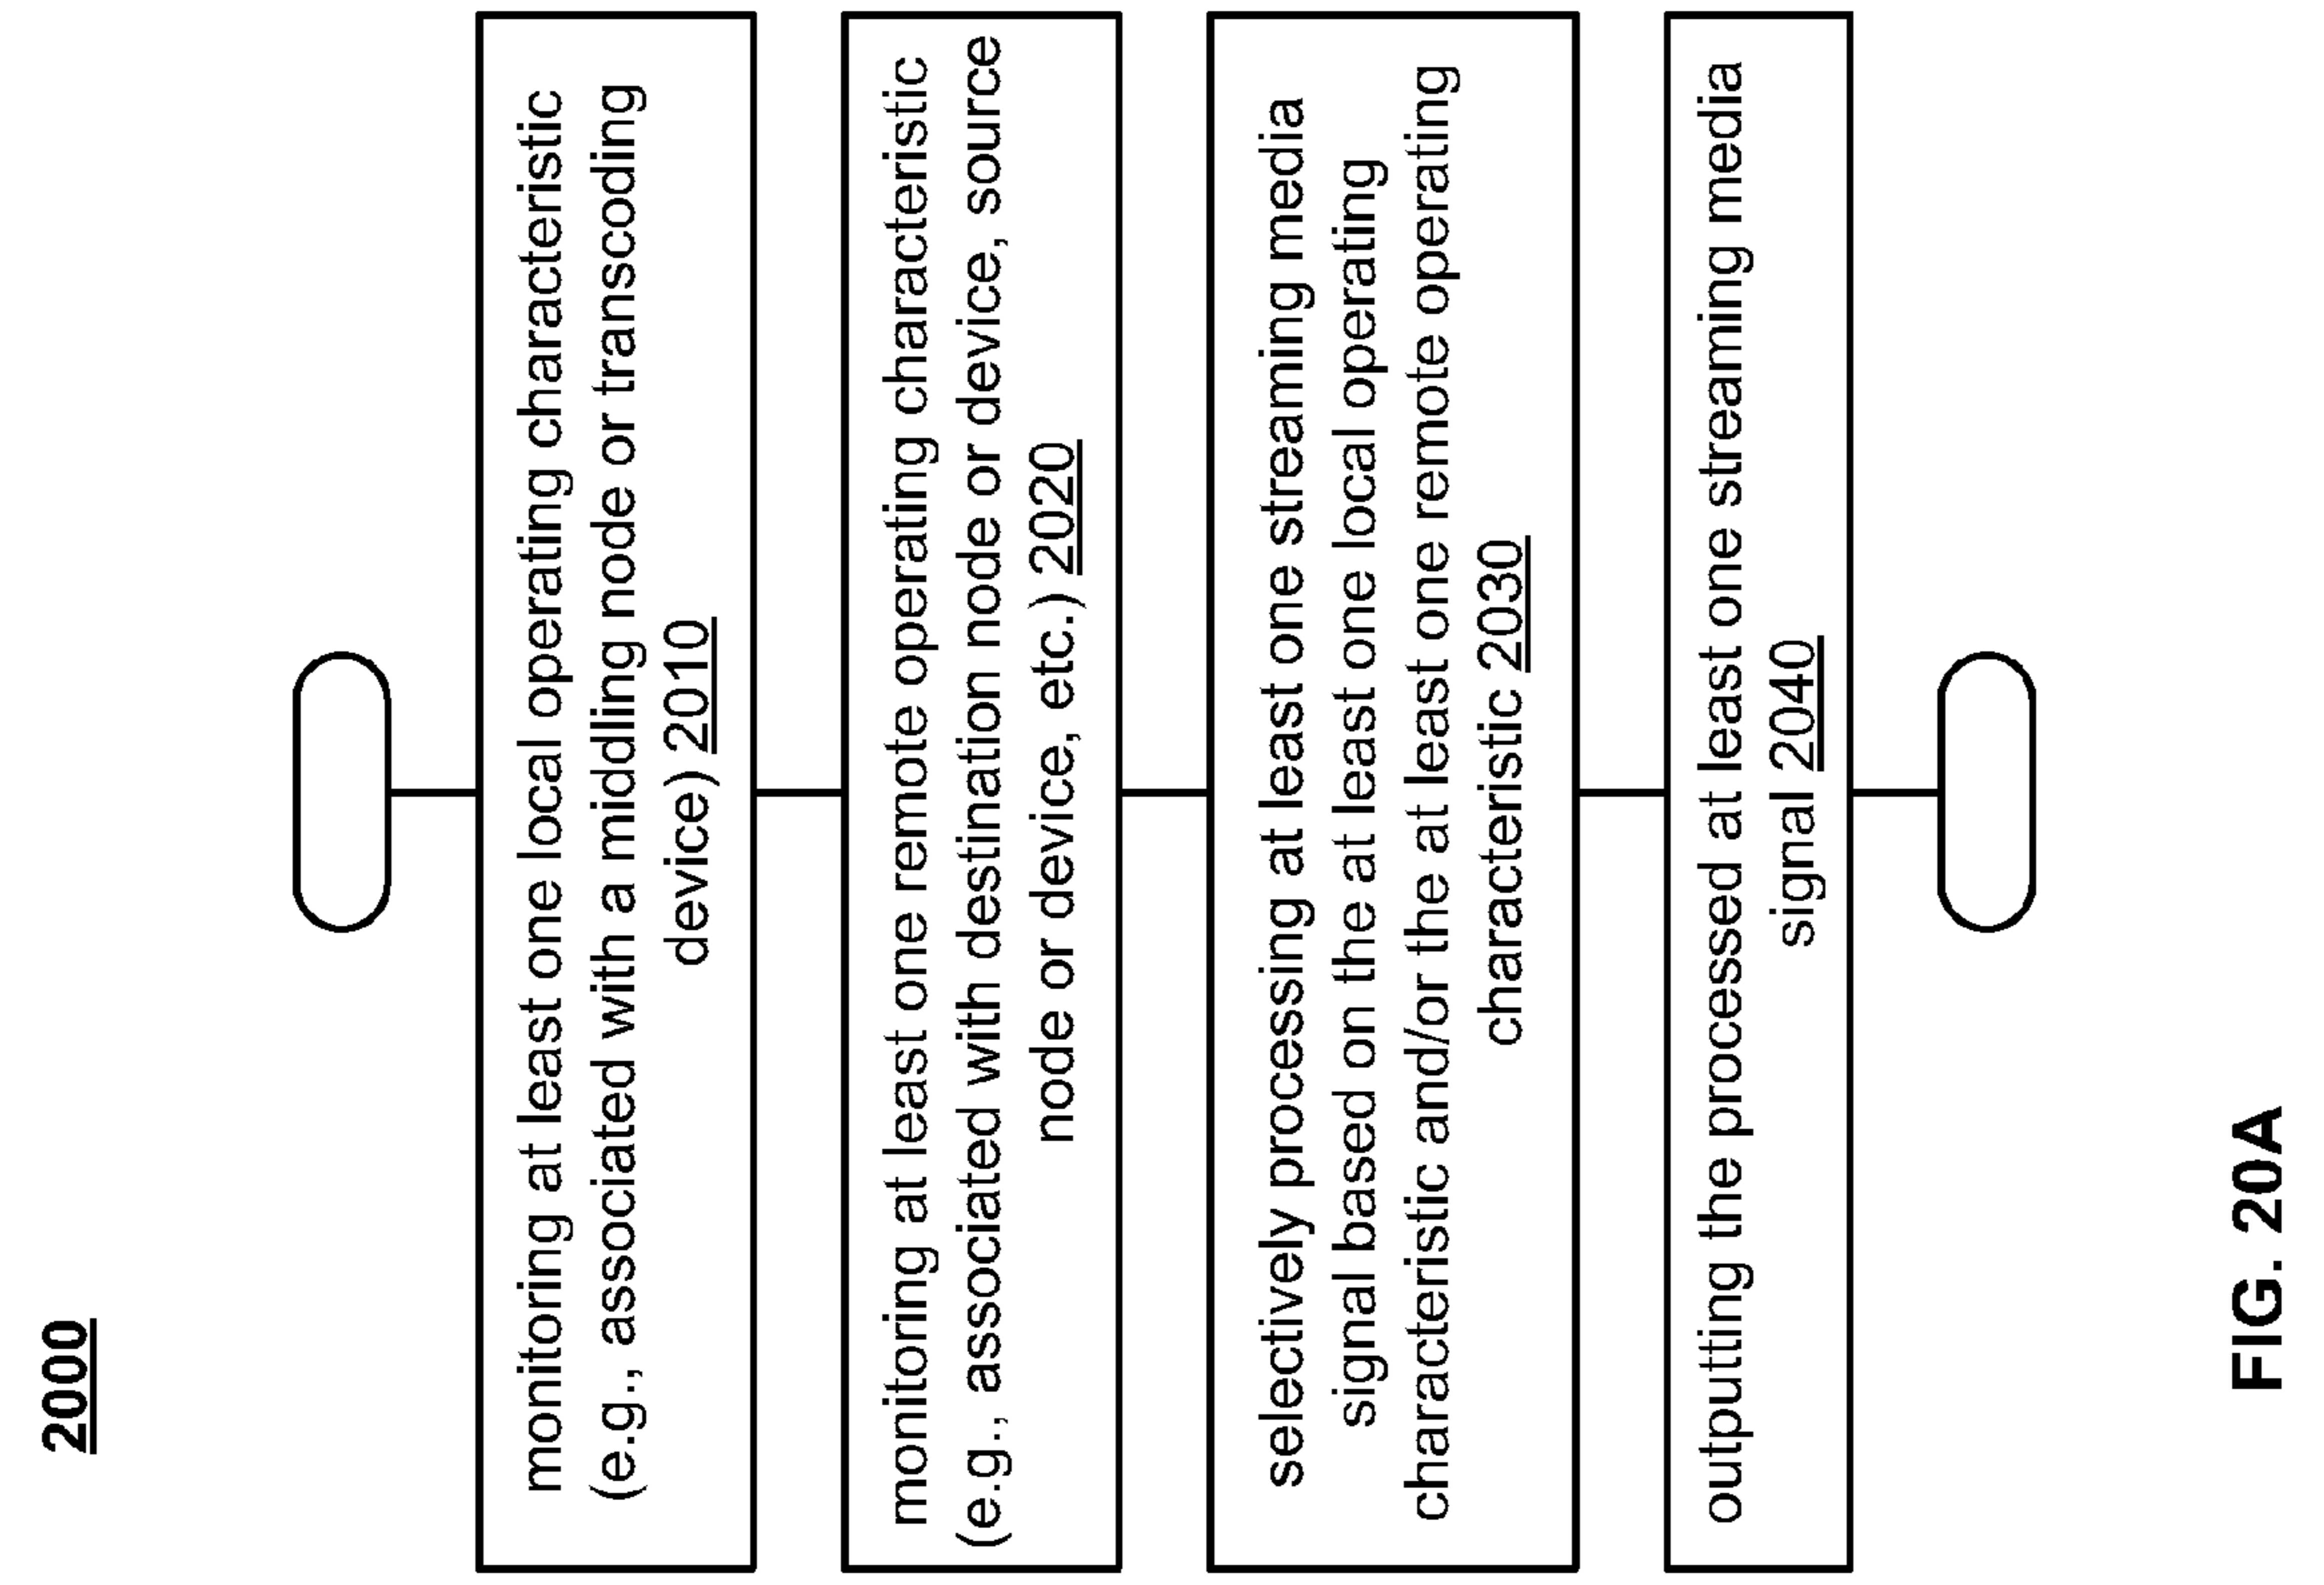 2000
monitoring at least one local operating characteristic
(e.g., associated with a middling node or transcoding
device) 2010
monitoring at least one remote operating characteristic
(e.g., associated with destination node or device, source
node or device, etc.) 2020
selectively processing at least one streaming media
signal based on the at least one local operating
characteristic and/or the at least one remote operating
characteristic 2030
outputting the processed at least one streaming media
signal 2040
FIG. 20A